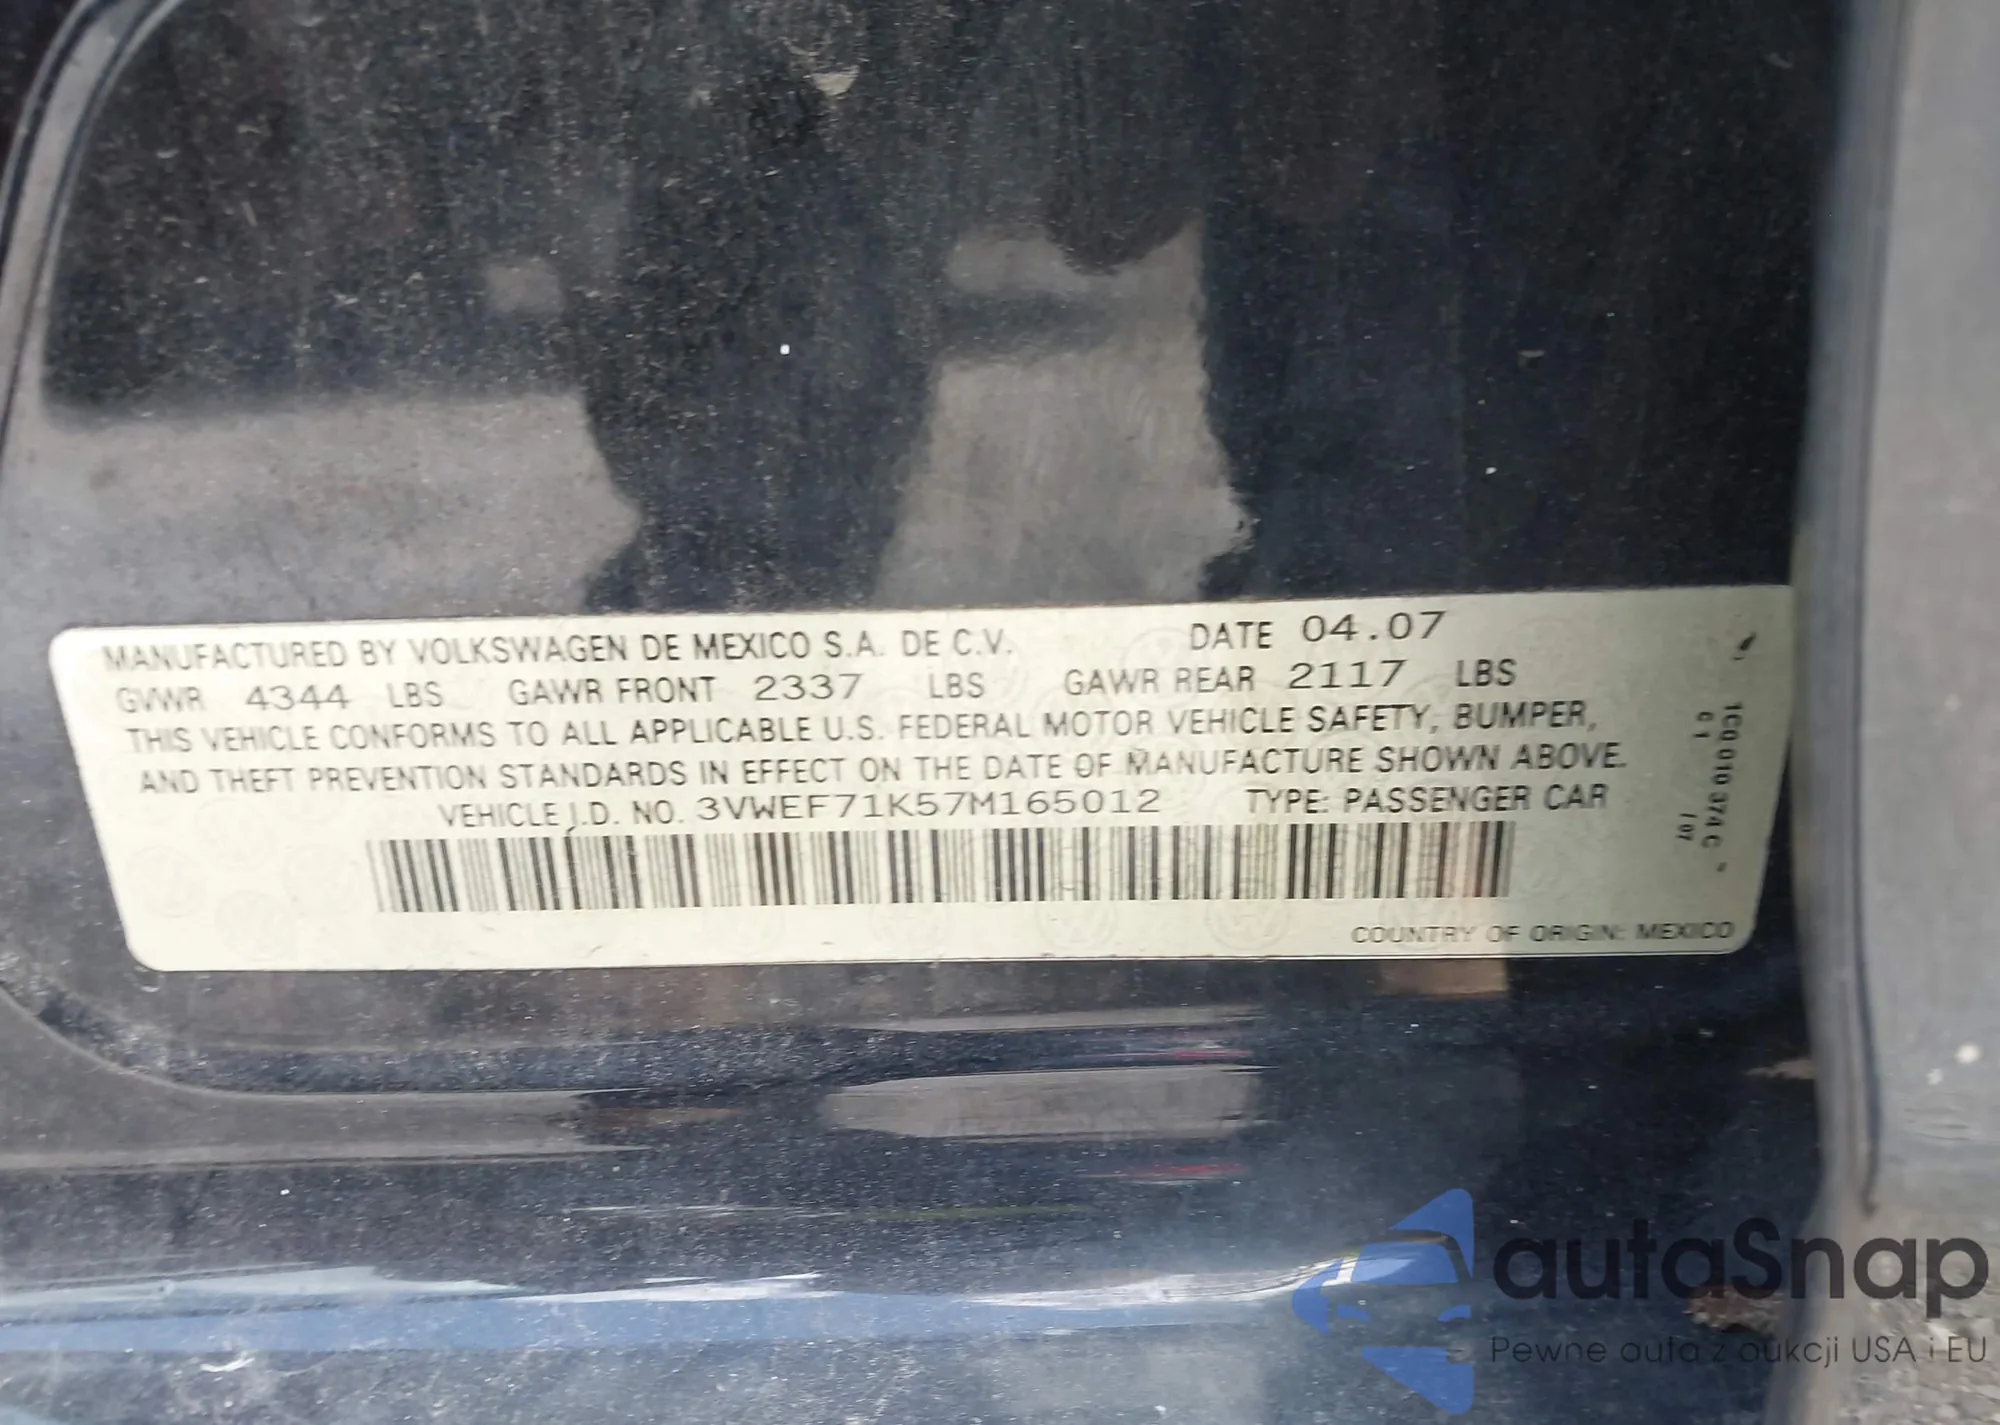 MANUFACTURED BY VOLKSWAGEN DE MEXICO S.A. DE C.V. DATE 04.07
GVWR 4344 LBS GAWR FRONT 2337 LBS GAWR REAR 2117 LBS
THIS VEHICLE CONFORMS TO ALL APPLICABLE U.S. FEDERAL MOTOR VEHICLE SAFETY, BUMPER,
AND THEFT PREVENTION STANDARDS IN EFFECT ON THE DATE OF MANUFACTURE SHOWN ABOVE.
VEHICLE I.D. NO. 3VWEF71K57M165012 TYPE: PASSENGER CAR
COUNTRY OF ORIGIN: MEXICO
1C0 010 374 C
autaSnap
Pewne auta z aukcji USA i EU